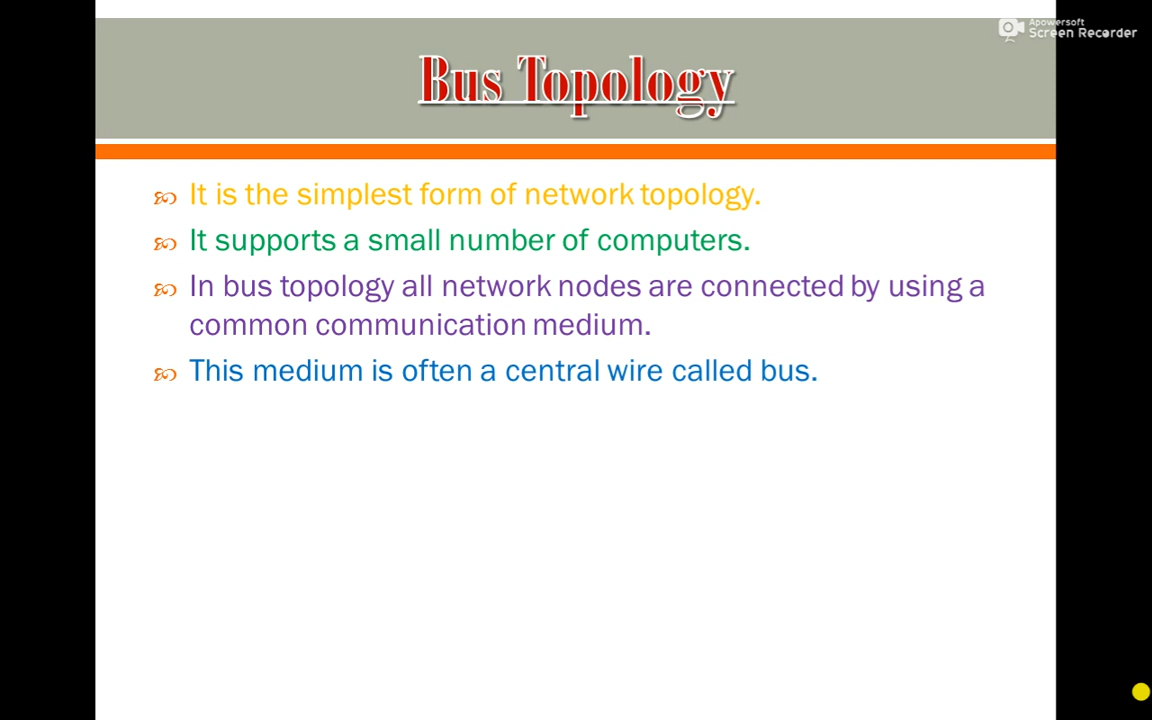 Apowersoft
Screen Recorder
Bus Topology
It is the simplest form of network topology.
It supports a small number of computers.
In bus topology all network nodes are connected by using a
common communication medium.
This medium is often a central wire called bus.